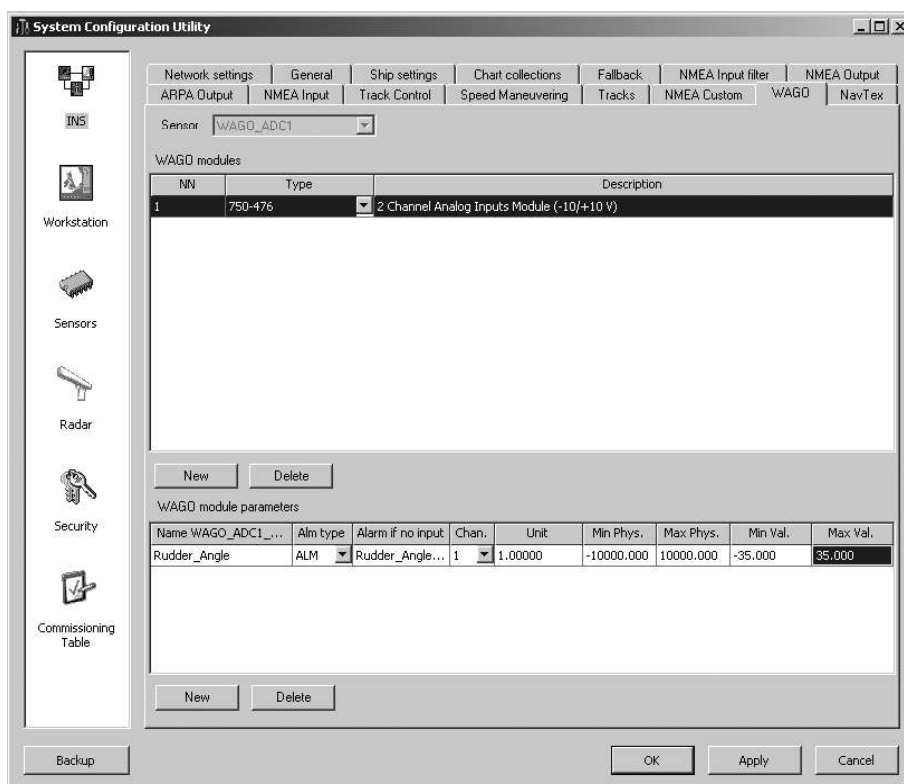 System Configuration Utility
INS
Workstation
Sensors
Radar
Security
Commissioning
Table
Network settings General Ship settings Chart collections Fallback NMEA Input filter NMEA Output
ARPA Output NMEA Input Track Control Speed Maneuvering Tracks NMEA Custom WAGO NavTex
Sensor WAGO_ADC1
WAGO modules
NN Type Description
1 750-476 2 Channel Analog Inputs Module (-10/+10 V)
New Delete
WAGO module parameters
Name WAGO_ADC1_... Alm type Alarm if no input Chan. Unit Min Phys. Max Phys. Min Val. Max Val.
Rudder_Angle ALM Rudder_Angle... 1 1.00000 -10000.000 10000.000 -35.000 35.000
New Delete
Backup OK Apply Cancel